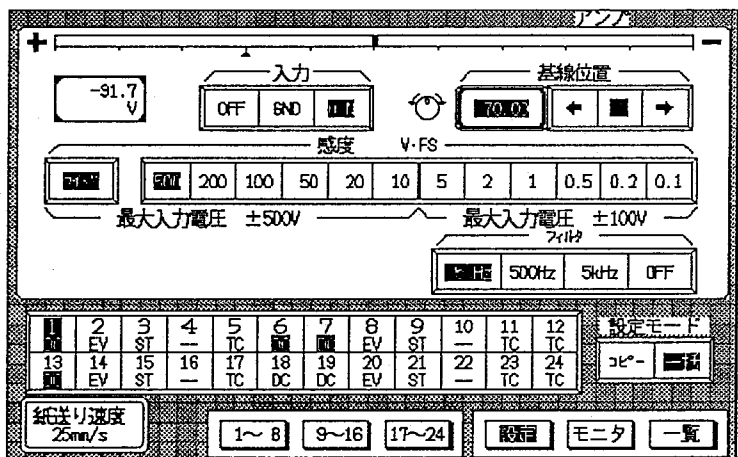 アンプ
+ −
-91.7
V
入力
OFF GND
基線位置
70.0% ← →
感度 V·FS
500 200 100 50 20 10 5 2 1 0.5 0.2 0.1
最大入力電圧 ±500V
最大入力電圧 ±100V
フィルタ
5Hz 500Hz 5kHz OFF
1 2 3 4 5 6 7 8 9 10 11 12
EV ST -- TC EV ST -- TC TC
13 14 15 16 17 18 19 20 21 22 23 24
EV ST -- TC DC DC EV ST -- TC TC
設定モード
コピー 一括
紙送り速度
25mm/s
1〜 8 9〜16 17〜24
設定 モニタ 一覧